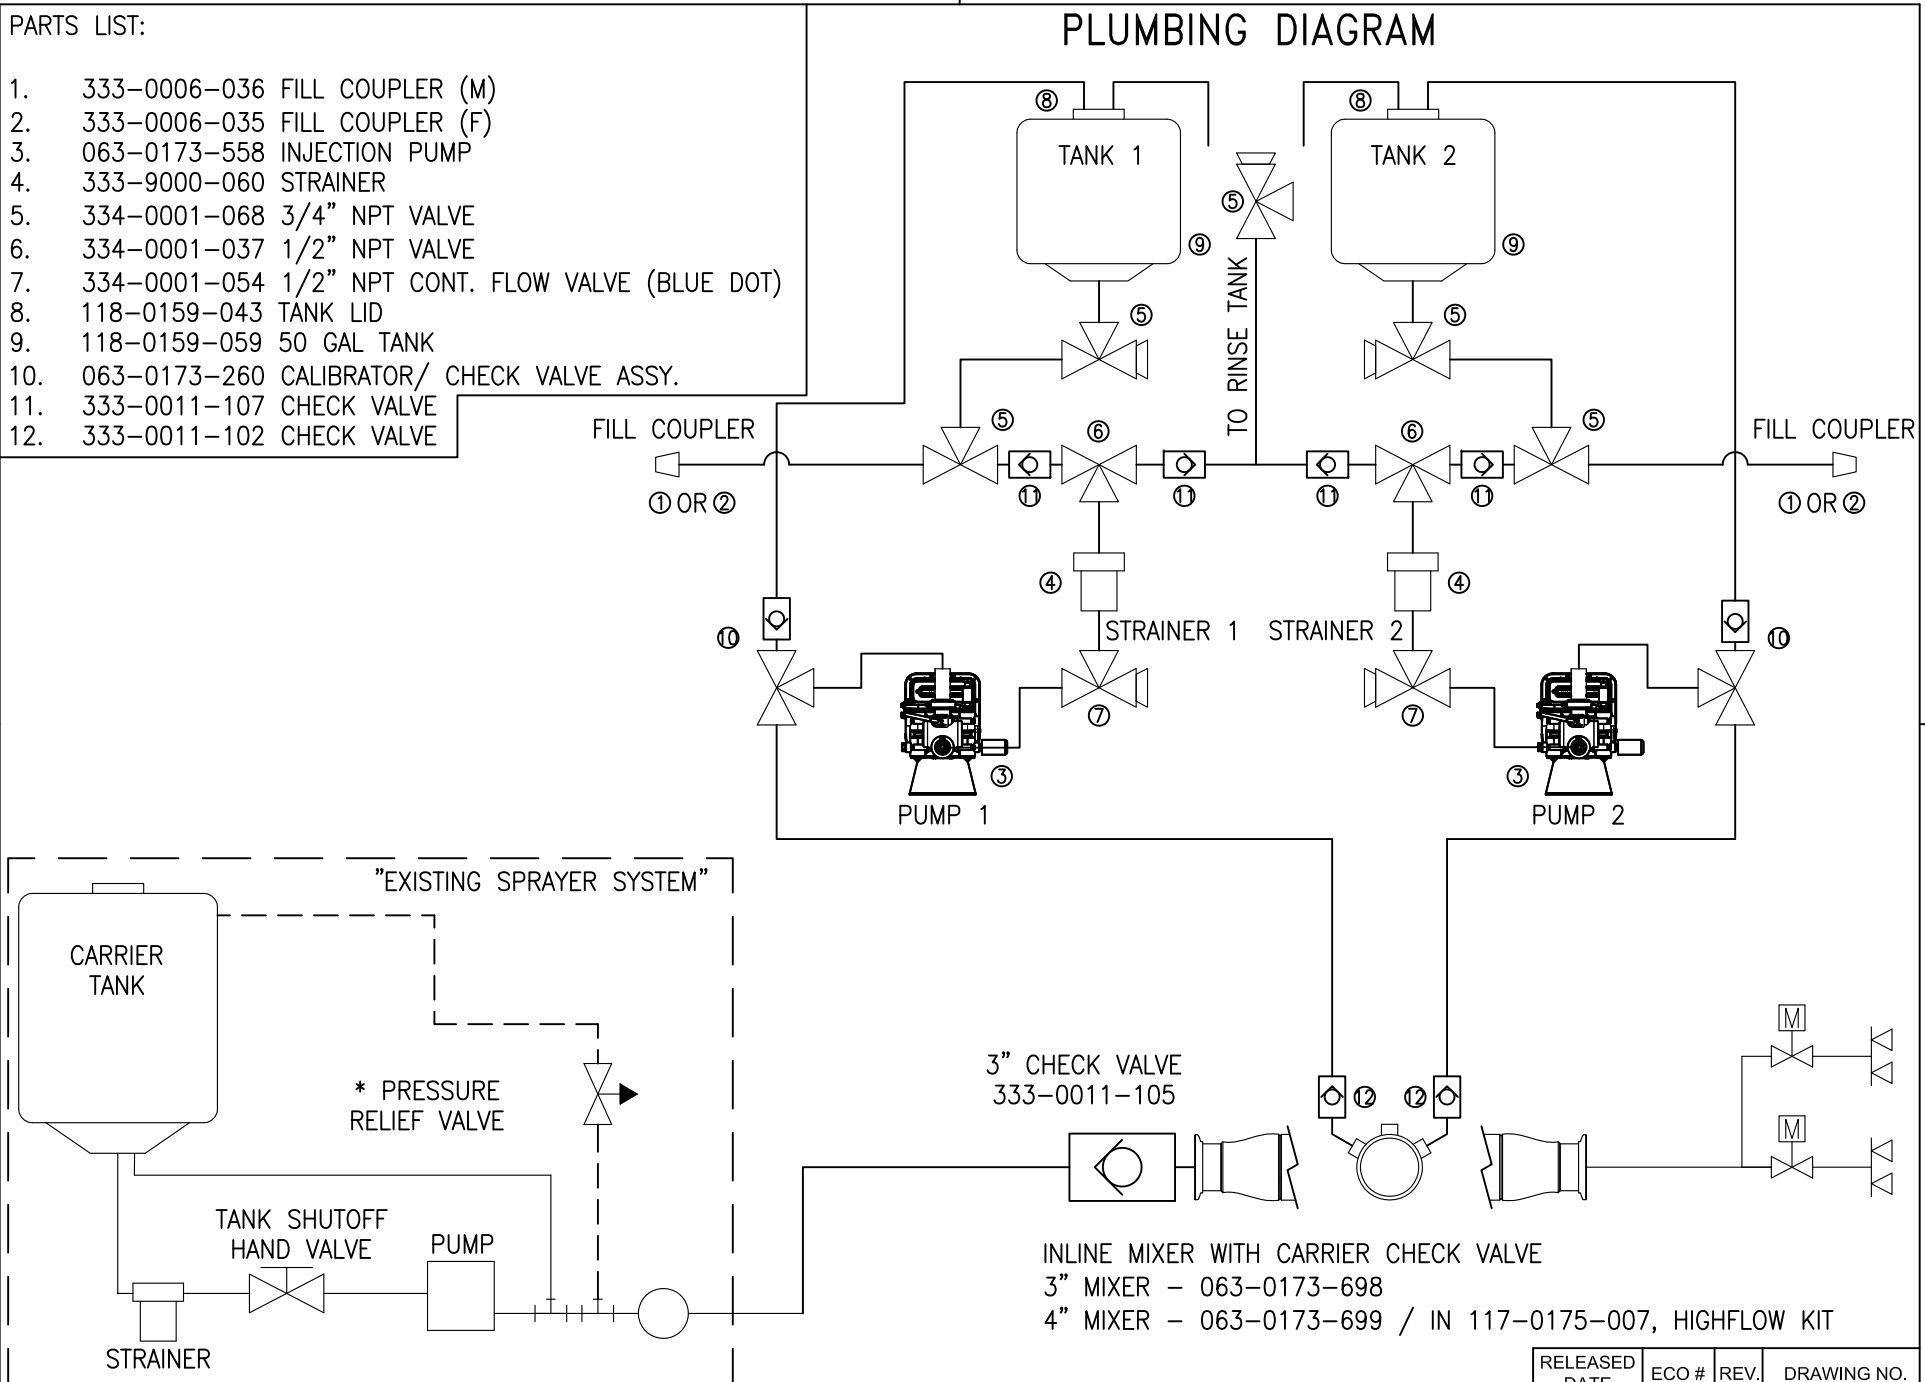 PARTS LIST:
1. 333-0006-036 FILL COUPLER (M)
2. 333-0006-035 FILL COUPLER (F)
3. 063-0173-558 INJECTION PUMP
4. 333-9000-060 STRAINER
5. 334-0001-068 3/4" NPT VALVE
6. 334-0001-037 1/2" NPT VALVE
7. 334-0001-054 1/2" NPT CONT. FLOW VALVE (BLUE DOT)
8. 118-0159-043 TANK LID
9. 118-0159-059 50 GAL TANK
10. 063-0173-260 CALIBRATOR/ CHECK VALVE ASSY.
11. 333-0011-107 CHECK VALVE
12. 333-0011-102 CHECK VALVE
PLUMBING DIAGRAM
⑧ ⑧
TANK 1 TANK 2
⑤
⑨ ⑨
TO RINSE TANK
⑤ ⑤
FILL COUPLER ⑤ ⑥ ⑥ ⑤ FILL COUPLER
① OR ② ⑪ ⑪ ⑪ ⑪ ① OR ②
④ ④
⑩ STRAINER 1 STRAINER 2 ⑩
⑦ ⑦
③ ③
PUMP 1 PUMP 2
"EXISTING SPRAYER SYSTEM"
CARRIER
TANK
* PRESSURE
RELIEF VALVE
TANK SHUTOFF
HAND VALVE
PUMP
STRAINER
3" CHECK VALVE
333-0011-105
⑫ ⑫
M
M
INLINE MIXER WITH CARRIER CHECK VALVE
3" MIXER - 063-0173-698
4" MIXER - 063-0173-699 / IN 117-0175-007, HIGHFLOW KIT
RELEASED
DATE
ECO # REV. DRAWING NO.